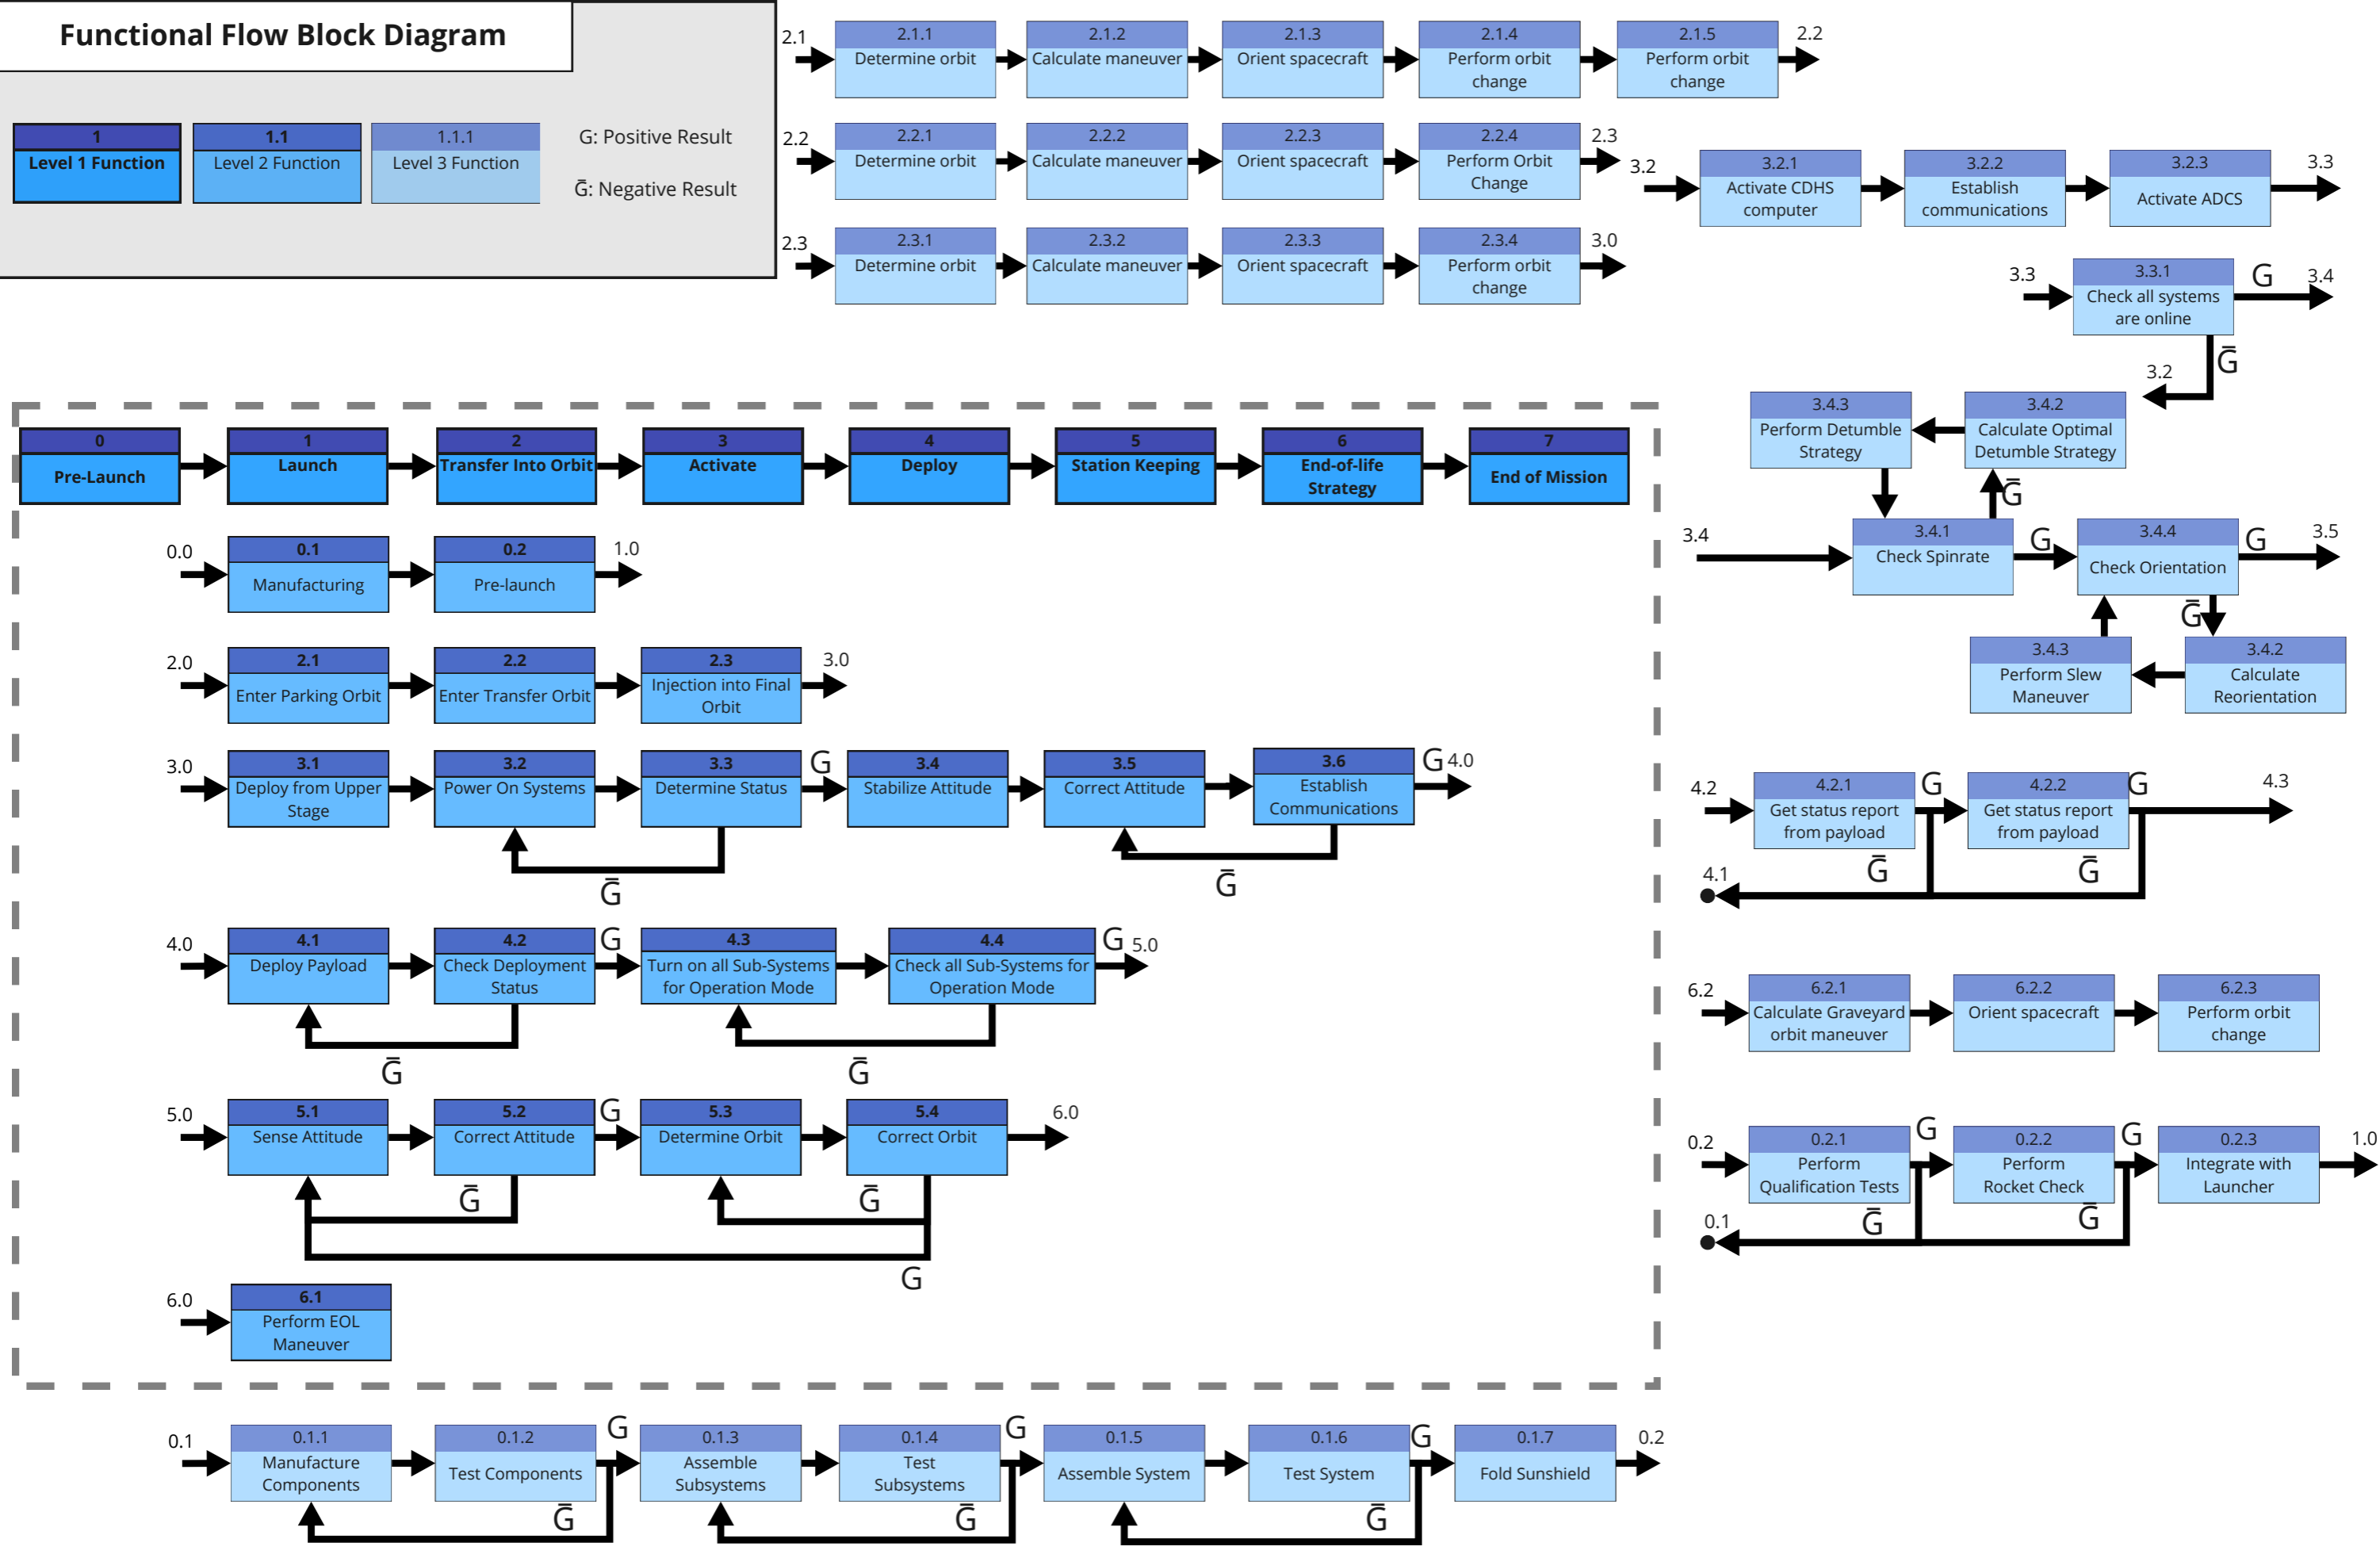 Functional Flow Block Diagram
1
Level 1 Function
1.1
Level 2 Function
1.1.1
Level 3 Function
G: Positive Result
Ḡ: Negative Result
2.1
2.1.1
Determine orbit
2.1.2
Calculate maneuver
2.1.3
Orient spacecraft
2.1.4
Perform orbit
change
2.1.5
Perform orbit
change
2.2
2.2
2.2.1
Determine orbit
2.2.2
Calculate maneuver
2.2.3
Orient spacecraft
2.2.4
Perform Orbit
Change
2.3
2.3
2.3.1
Determine orbit
2.3.2
Calculate maneuver
2.3.3
Orient spacecraft
2.3.4
Perform orbit
change
3.0
3.2
3.2.1
Activate CDHS
computer
3.2.2
Establish
communications
3.2.3
Activate ADCS
3.3
3.3
3.3.1
Check all systems
are online
G
3.4
Ḡ
3.2
3.4.3
Perform Detumble
Strategy
3.4.2
Calculate Optimal
Detumble Strategy
Ḡ
3.4
3.4.1
Check Spinrate
G
3.4.4
Check Orientation
G
3.5
Ḡ
3.4.3
Perform Slew
Maneuver
3.4.2
Calculate
Reorientation
4.2
4.2.1
Get status report
from payload
G
4.2.2
Get status report
from payload
G
4.3
Ḡ
Ḡ
4.1
6.2
6.2.1
Calculate Graveyard
orbit maneuver
6.2.2
Orient spacecraft
6.2.3
Perform orbit
change
0.2
0.2.1
Perform
Qualification Tests
G
0.2.2
Perform
Rocket Check
G
0.2.3
Integrate with
Launcher
1.0
Ḡ
Ḡ
0.1
0
Pre-Launch
1
Launch
2
Transfer Into Orbit
3
Activate
4
Deploy
5
Station Keeping
6
End-of-life
Strategy
7
End of Mission
0.0
0.1
Manufacturing
0.2
Pre-launch
1.0
2.0
2.1
Enter Parking Orbit
2.2
Enter Transfer Orbit
2.3
Injection into Final
Orbit
3.0
3.0
3.1
Deploy from Upper
Stage
3.2
Power On Systems
3.3
Determine Status
G
3.4
Stabilize Attitude
3.5
Correct Attitude
3.6
Establish
Communications
G
4.0
Ḡ
Ḡ
4.0
4.1
Deploy Payload
4.2
Check Deployment
Status
G
4.3
Turn on all Sub-Systems
for Operation Mode
4.4
Check all Sub-Systems for
Operation Mode
G
5.0
Ḡ
Ḡ
5.0
5.1
Sense Attitude
5.2
Correct Attitude
G
5.3
Determine Orbit
5.4
Correct Orbit
6.0
Ḡ
Ḡ
G
6.0
6.1
Perform EOL
Maneuver
0.1
0.1.1
Manufacture
Components
0.1.2
Test Components
G
0.1.3
Assemble
Subsystems
0.1.4
Test
Subsystems
G
0.1.5
Assemble System
0.1.6
Test System
G
0.1.7
Fold Sunshield
0.2
Ḡ
Ḡ
Ḡ